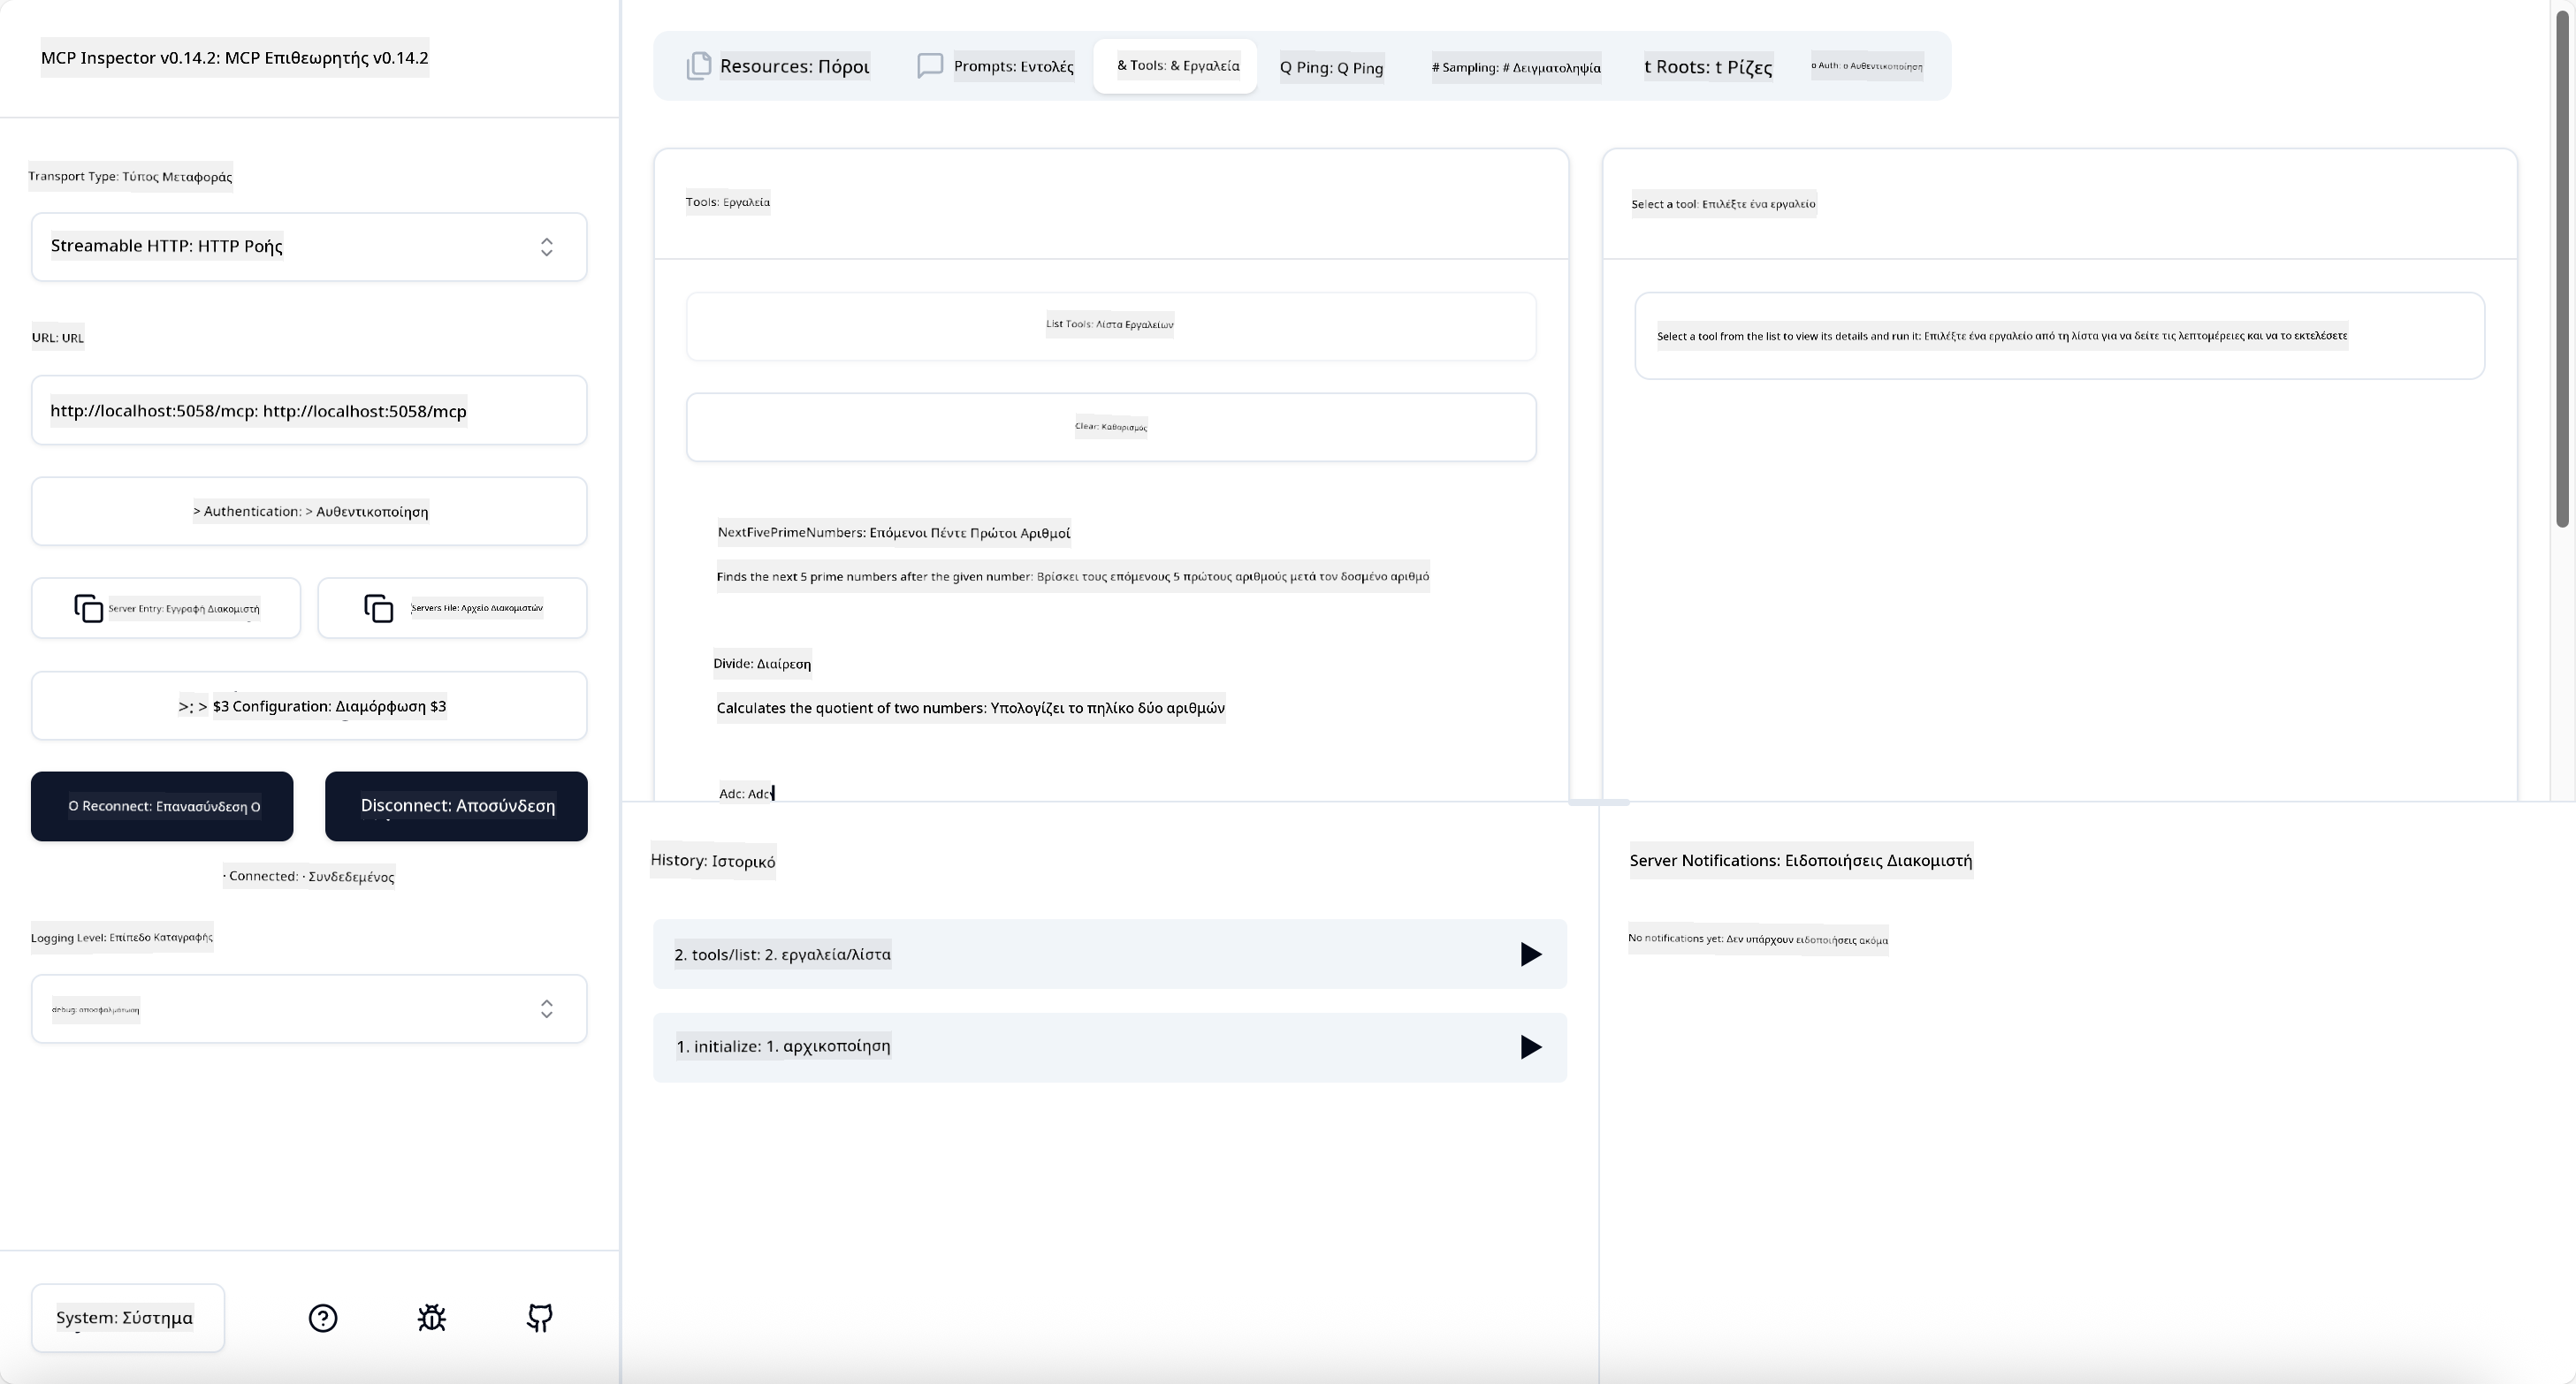 MCP Inspector v0.14.2: MCP Επιθεωρητής v0.14.2
Transport Type: Τύπος Μεταφοράς
Streamable HTTP: HTTP Ροής
URL: URL
http://localhost:5058/mcp: http://localhost:5058/mcp
> Authentication: > Αυθεντικοποίηση
Server Entry: Εγγραφή Διακομιστή
Servers File: Αρχείο Διακομιστών
>: > $3 Configuration: Διαμόρφωση $3
O Reconnect: Επανασύνδεση O
Disconnect: Αποσύνδεση
· Connected: · Συνδεδεμένος
Logging Level: Επίπεδο Καταγραφής
debug: αποσφαλμάτωση
System: Σύστημα
Resources: Πόροι
Prompts: Εντολές
& Tools: & Εργαλεία
Q Ping: Q Ping
# Sampling: # Δειγματοληψία
t Roots: t Ρίζες
o Auth: o Αυθεντικοποίηση
Tools: Εργαλεία
List Tools: Λίστα Εργαλείων
Clear: Καθαρισμός
NextFivePrimeNumbers: Επόμενοι Πέντε Πρώτοι Αριθμοί
Finds the next 5 prime numbers after the given number: Βρίσκει τους επόμενους 5 πρώτους αριθμούς μετά τον δοσμένο αριθμό
Divide: Διαίρεση
Calculates the quotient of two numbers: Υπολογίζει το πηλίκο δύο αριθμών
Adc: Adc
Select a tool: Επιλέξτε ένα εργαλείο
Select a tool from the list to view its details and run it: Επιλέξτε ένα εργαλείο από τη λίστα για να δείτε τις λεπτομέρειες και να το εκτελέσετε
History: Ιστορικό
2. tools/list: 2. εργαλεία/λίστα
1. initialize: 1. αρχικοποίηση
Server Notifications: Ειδοποιήσεις Διακομιστή
No notifications yet: Δεν υπάρχουν ειδοποιήσεις ακόμα